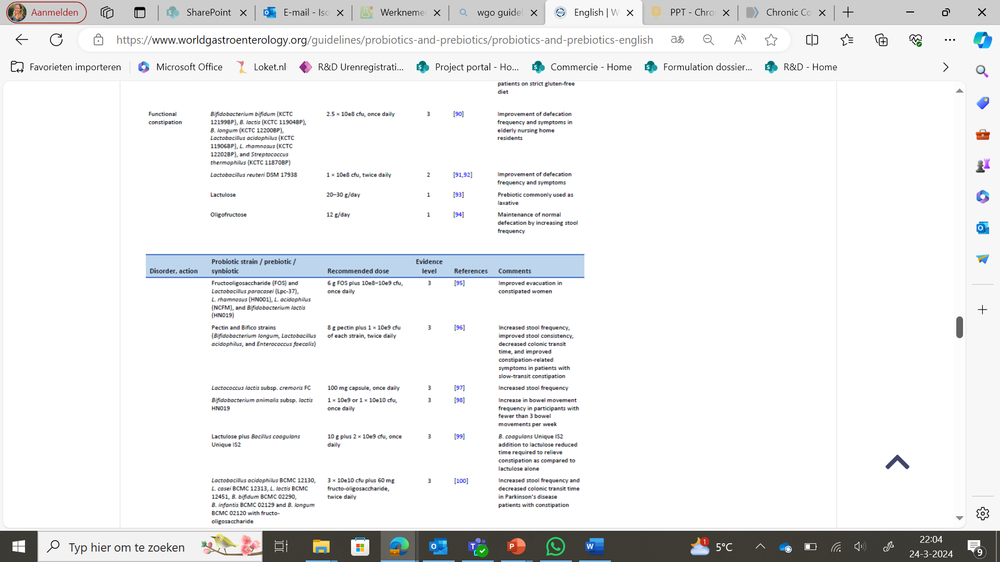 Aanmelden
SharePoint
E-mail - Iso
Werkneme
wgo guidel
English | W
PPT - Chro
Chronic Co
https://www.worldgastroenterology.org/guidelines/probiotics-and-prebiotics/probiotics-and-prebiotics-english
Favorieten importeren
Microsoft Office
Loket.nl
R&D Urenregistrati...
Project portal - Ho...
Commercie - Home
Formulation dossier...
R&D - Home
patients on strict gluten-free
diet
Functional
constipation
Bifidobacterium bifidum (KCTC
12199BP), B. lactis (KCTC 11904BP),
B. longum (KCTC 12200BP),
Lactobacillus acidophilus (KCTC
11906BP), L. rhamnosus (KCTC
12202BP), and Streptococcus
thermophilus (KCTC 11870BP)
2.5 × 10e8 cfu, once daily
3
[90]
Improvement of defecation
frequency and symptoms in
elderly nursing home
residents
Lactobacillus reuteri DSM 17938
1 × 10e8 cfu, twice daily
2
[91,92]
Improvement of defecation
frequency and symptoms
Lactulose
20–30 g/day
1
[93]
Prebiotic commonly used as
laxative
Oligofructose
12 g/day
1
[94]
Maintenance of normal
defecation by increasing stool
frequency
Disorder, action
Probiotic strain / prebiotic /
synbiotic
Recommended dose
Evidence
level
References
Comments
Fructooligosaccharide (FOS) and
Lactobacillus paracasei (Lpc-37),
L. rhamnosus (HN001), L. acidophilus
(NCFM), and Bifidobacterium lactis
(HN019)
6 g FOS plus 10e8–10e9 cfu,
once daily
3
[95]
Improved evacuation in
constipated women
Pectin and Bifico strains
(Bifidobacterium longum, Lactobacillus
acidophilus, and Enterococcus faecalis)
8 g pectin plus 1 × 10e9 cfu
of each strain, twice daily
3
[96]
Increased stool frequency,
improved stool consistency,
decreased colonic transit
time, and improved
constipation-related
symptoms in patients with
slow-transit constipation
Lactococcus lactis subsp. cremoris FC
100 mg capsule, once daily
3
[97]
Increased stool frequency
Bifidobacterium animalis subsp. lactis
HN019
1 × 10e9 or 1 × 10e10 cfu,
once daily
3
[98]
Increase in bowel movement
frequency in participants with
fewer than 3 bowel
movements per week
Lactulose plus Bacillus coagulans
Unique IS2
10 g plus 2 × 10e9 cfu, once
daily
3
[99]
B. coagulans Unique IS2
addition to lactulose reduced
time required to relieve
constipation as compared to
lactulose alone
Lactobacillus acidophilus BCMC 12130,
L. casei BCMC 12313, L. lactis BCMC
12451, B. bifidum BCMC 02290,
B. infantis BCMC 02129 and B. longum
BCMC 02120 with fructo-
oligosaccharide
3 × 10e10 cfu plus 60 mg
fructo-oligosaccharide,
twice daily
3
[100]
Increased stool frequency and
decreased colonic transit time
in Parkinson's disease
patients with constipation
Typ hier om te zoeken
1
5°C
22:04
24-3-2024
9